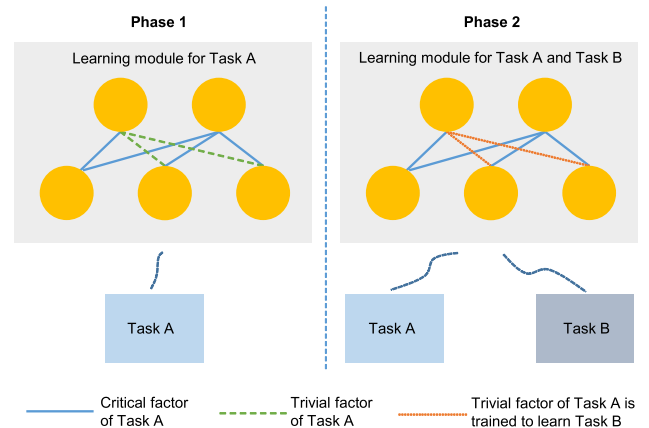 Phase 1
Phase 2
Learning module for Task A
Learning module for Task A and Task B
Task A
Task A
Task B
Critical factor
of Task A
Trivial factor
of Task A
Trivial factor of Task A is
trained to learn Task B